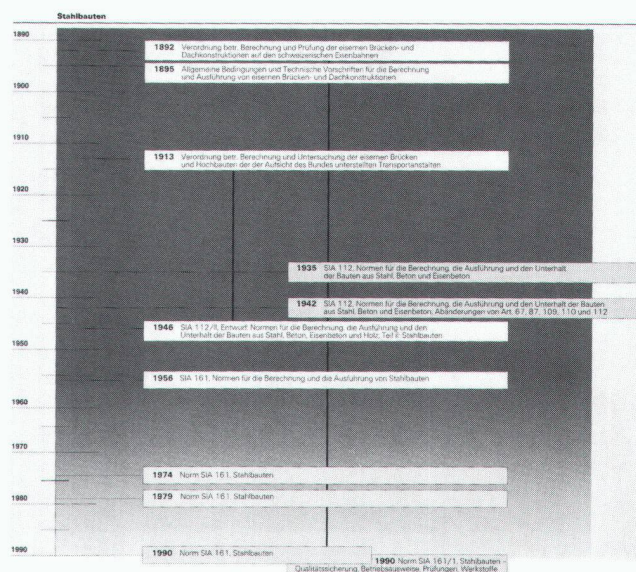 Stahlbauten
1890
1892 Verordnung betr. Berechnung und Prüfung der eisernen Brücken- und
Dachkonstruktionen auf den schweizerischen Eisenbahnen
1895 Allgemeine Bedingungen und Technische Vorschriften für die Berechnung
und Ausführung von eisernen Brücken- und Dachkonstruktionen
1900
1910
1913 Verordnung betr. Berechnung und Untersuchung der eisernen Brücken
und Hochbauten der der Aufsicht des Bundes unterstellten Transportanstalten
1920
1930
1935 SIA 112, Normen für die Berechnung, die Ausführung und den Unterhalt
der Bauten aus Stahl, Beton und Eisenbeton
1940
1942 SIA 112, Normen für die Berechnung, die Ausführung und den Unterhalt der Bauten
aus Stahl, Beton und Eisenbeton, Abänderungen von Art. 67, 87, 109, 110 und 112
1946 SIA 112/II, Entwurf: Normen für die Berechnung, die Ausführung und den
Unterhalt der Bauten aus Stahl, Beton, Eisenbeton und Holz, Teil II: Stahlbauten
1950
1956 SIA 161, Normen für die Berechnung und die Ausführung von Stahlbauten
1960
1970
1974 Norm SIA 161, Stahlbauten
1979 Norm SIA 161, Stahlbauten
1980
1990
1990 Norm SIA 161, Stahlbauten
1990 Norm SIA 161/1, Stahlbauten -
Qualitätssicherung, Betriebsausweise, Prüfungen, Werkstoffe